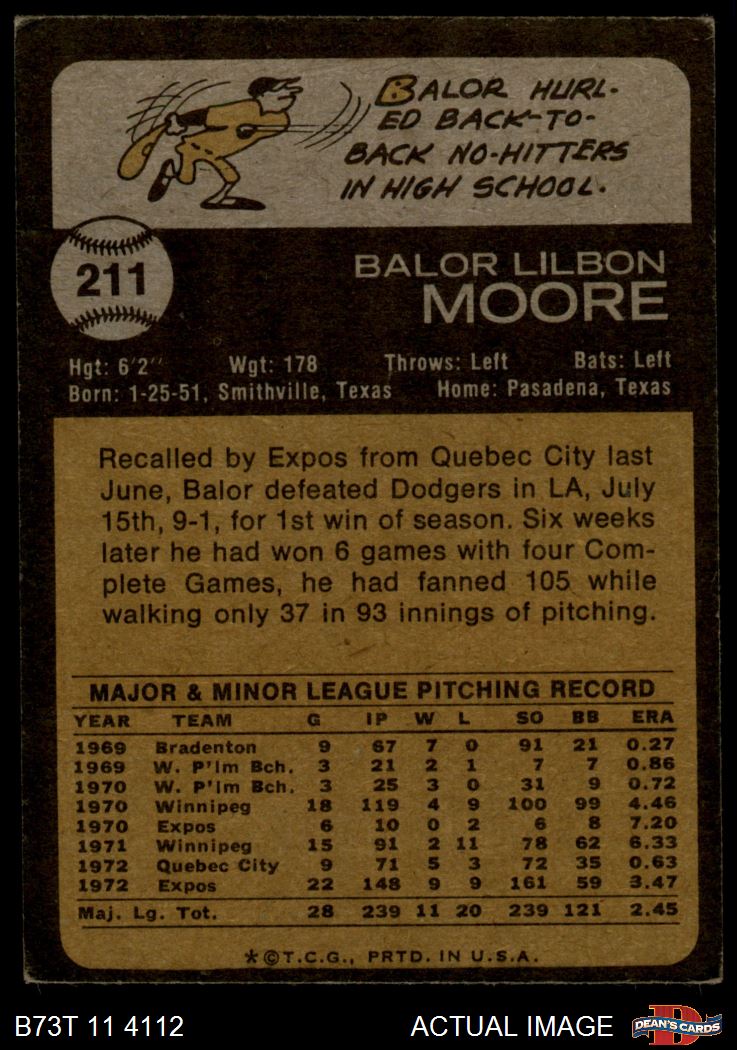 BALOR HURL-
ED BACK-TO-
BACK NO-HITTERS
IN HIGH SCHOOL.
211
BALOR LILBON
MOORE
Hgt: 6'2" Wgt: 178 Throws: Left Bats: Left
Born: 1-25-51, Smithville, Texas Home: Pasadena, Texas
Recalled by Expos from Quebec City last
June, Balor defeated Dodgers in LA, July
15th, 9-1, for 1st win of season. Six weeks
later he had won 6 games with four Com-
plete Games, he had fanned 105 while
walking only 37 in 93 innings of pitching.
MAJOR & MINOR LEAGUE PITCHING RECORD
YEAR TEAM G IP W L SO BB ERA
1969 Bradenton 9 67 7 0 91 21 0.27
1969 W. P'lm Bch. 3 21 2 1 7 7 0.86
1970 W. P'lm Bch. 3 25 3 0 31 9 0.72
1970 Winnipeg 18 119 4 9 100 99 4.46
1970 Expos 6 10 0 2 6 8 7.20
1971 Winnipeg 15 91 2 11 78 62 6.33
1972 Quebec City 9 71 5 3 72 35 0.63
1972 Expos 22 148 9 9 161 59 3.47
Maj. Lg. Tot. 28 239 11 20 239 121 2.45
*©T.C.G., PRTD. IN U.S.A.
B73T 11 4112 ACTUAL IMAGE DEAN'S CARDS